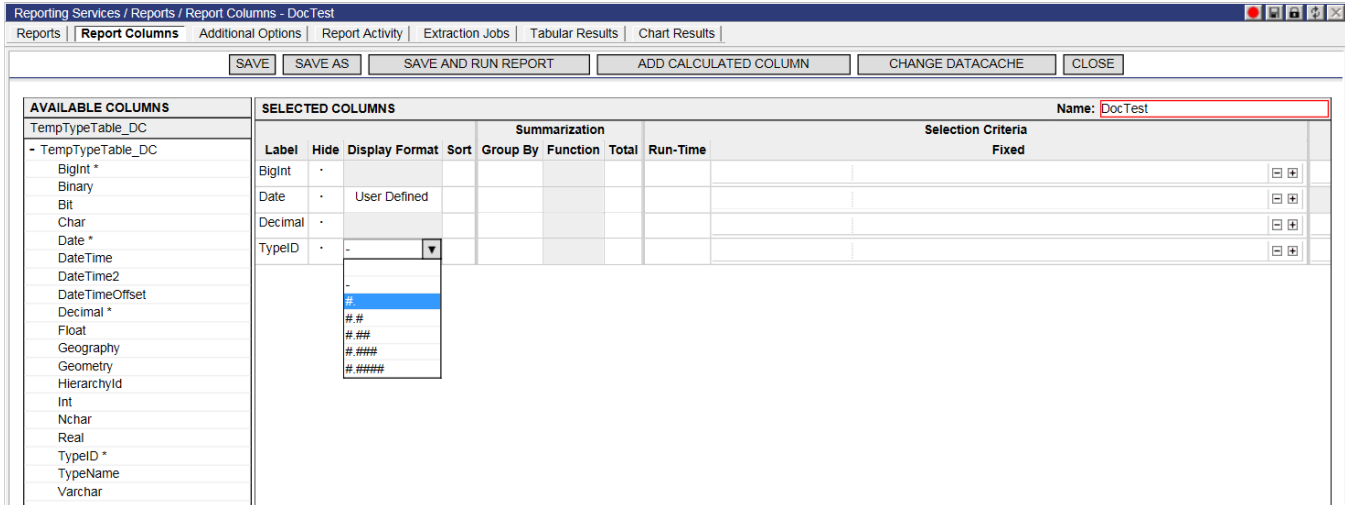 Reporting Services / Reports / Report Columns - DocTest
Reports | Report Columns Additional Options | Report Activity | Extraction Jobs | Tabular Results | Chart Results |
SAVE SAVE AS SAVE AND RUN REPORT ADD CALCULATED COLUMN CHANGE DATACACHE CLOSE
AVAILABLE COLUMNS SELECTED COLUMNS Name: DocTest
TempTypeTable_DC Summarization Selection Criteria
- TempTypeTable_DC Label Hide Display Format Sort Group By Function Total Run-Time Fixed
BigInt * BigInt
Binary
Bit Date User Defined
Char Decimal
Date *
DateTime TypeID -
DateTime2
DateTimeOffset -
Decimal * #.
Float #.#
Geography #.##
Geometry #.###
HierarchyId #.####
Int
Nchar
Real
TypeID *
TypeName
Varchar